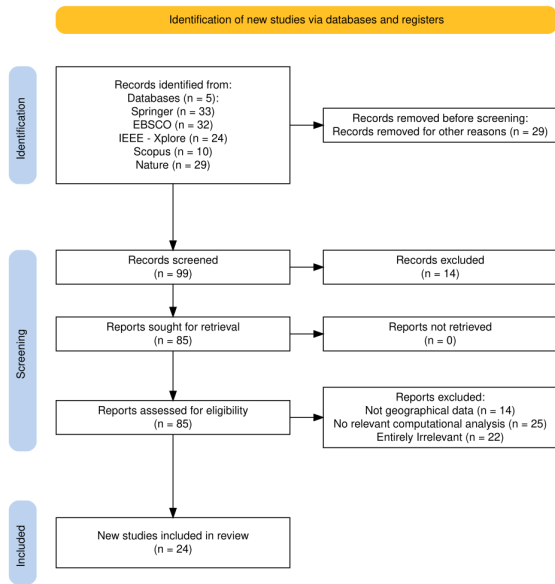 Identification of new studies via databases and registers
Identification
Records identified from:
Databases (n = 5):
Springer (n = 33)
EBSCO (n = 32)
IEEE - Xplore (n = 24)
Scopus (n = 10)
Nature (n = 29)
Records removed before screening:
Records removed for other reasons (n = 29)
Screening
Records screened
(n = 99)
Records excluded
(n = 14)
Reports sought for retrieval
(n = 85)
Reports not retrieved
(n = 0)
Reports assessed for eligibility
(n = 85)
Reports excluded:
Not geographical data (n = 14)
No relevant computational analysis (n = 25)
Entirely Irrelevant (n = 22)
Included
New studies included in review
(n = 24)